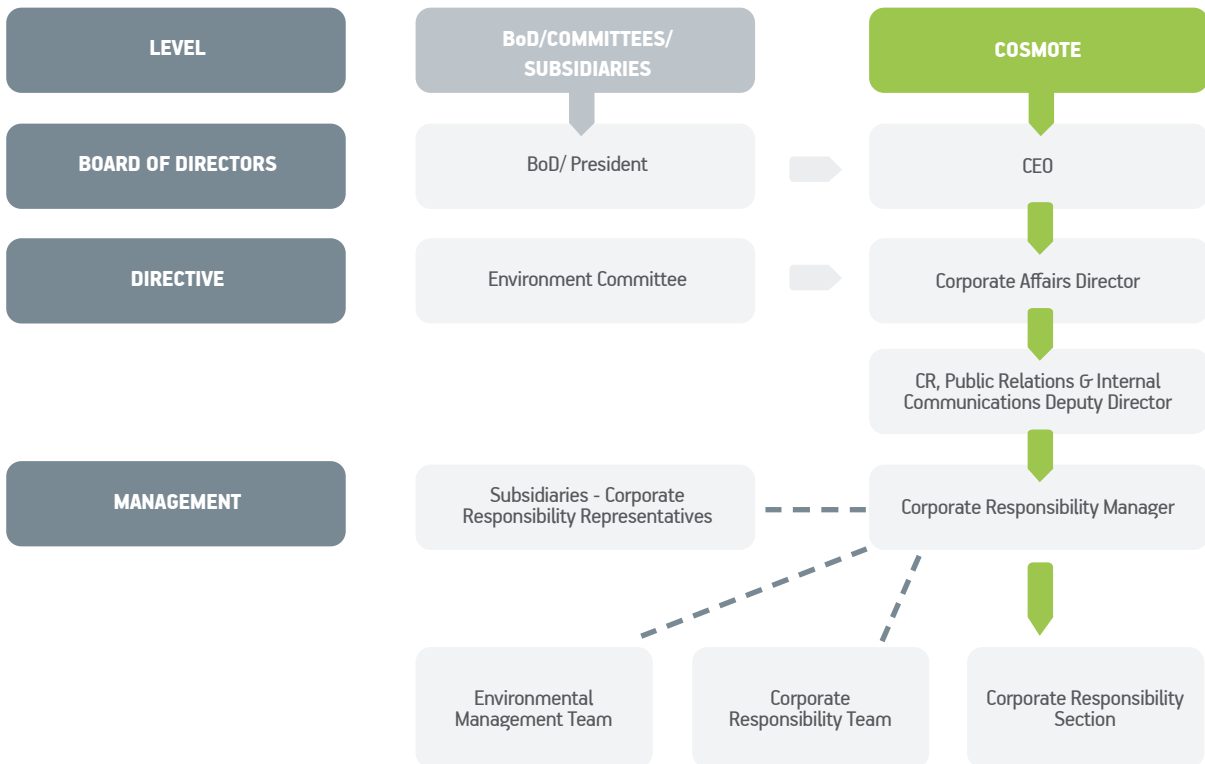 LEVEL
BoD/COMMITTEES/
SUBSIDIARIES
COSMOTE
BOARD OF DIRECTORS
BoD/ President
CEO
DIRECTIVE
Environment Committee
Corporate Affairs Director
CR, Public Relations & Internal
Communications Deputy Director
MANAGEMENT
Subsidiaries - Corporate
Responsibility Representatives
Corporate Responsibility Manager
Environmental
Management Team
Corporate
Responsibility Team
Corporate Responsibility
Section